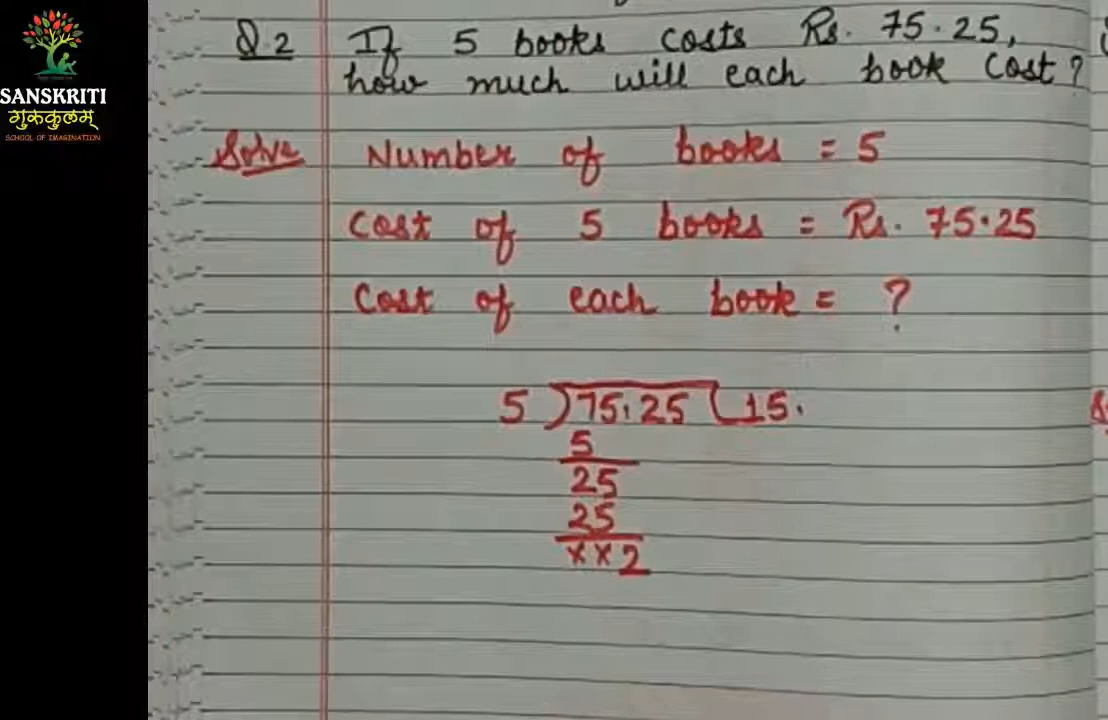 SANSKRITI
गुरुकुलम्
SCHOOL OF IMAGINATION
Q.2 If 5 books costs Rs. 75.25,
how much will each book cost?
Solve Number of books = 5
Cost of 5 books = Rs. 75.25
Cost of each book = ?
5 ) 75.25 ( 15.
5
25
25
××2